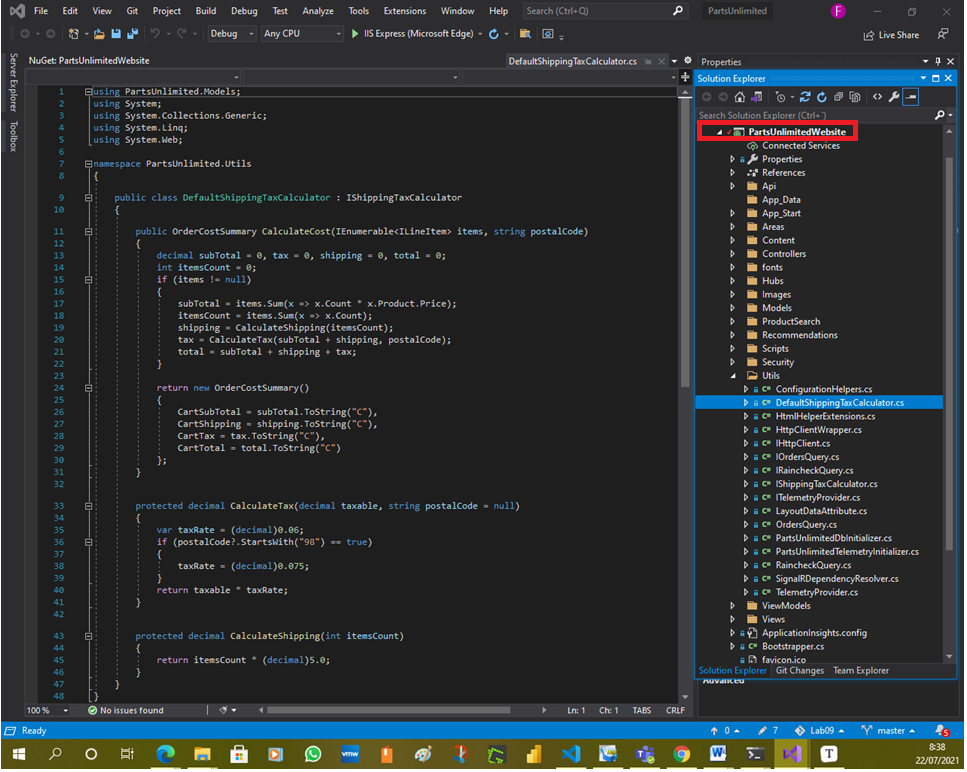 File Edit View Git Project Build Debug Test Analyze Tools Extensions Window Help Search (Ctrl+Q) PartsUnlimited F
Debug Any CPU IIS Express (Microsoft Edge) Live Share
NuGet: PartsUnlimitedWebsite DefaultShippingTaxCalculator.cs
Server Explorer
Toolbox
1 using PartsUnlimited.Models;
2 using System;
3 using System.Collections.Generic;
4 using System.Linq;
5 using System.Web;
6
7 namespace PartsUnlimited.Utils
8 {
9 public class DefaultShippingTaxCalculator : IShippingTaxCalculator
10 {
11 public OrderCostSummary CalculateCost(IEnumerable<ILineItem> items, string postalCode)
12 {
13 decimal subTotal = 0, tax = 0, shipping = 0, total = 0;
14 int itemsCount = 0;
15 if (items != null)
16 {
17 subTotal = items.Sum(x => x.Count * x.Product.Price);
18 itemsCount = items.Sum(x => x.Count);
19 shipping = CalculateShipping(itemsCount);
20 tax = CalculateTax(subTotal + shipping, postalCode);
21 total = subTotal + shipping + tax;
22 }
23
24 return new OrderCostSummary()
25 {
26 CartSubTotal = subTotal.ToString("C"),
27 CartShipping = shipping.ToString("C"),
28 CartTax = tax.ToString("C"),
29 CartTotal = total.ToString("C")
30 };
31 }
32
33 protected decimal CalculateTax(decimal taxable, string postalCode = null)
34 {
35 var taxRate = (decimal)0.06;
36 if (postalCode?.StartsWith("98") == true)
37 {
38 taxRate = (decimal)0.075;
39 }
40 return taxable * taxRate;
41 }
42
43 protected decimal CalculateShipping(int itemsCount)
44 {
45 return itemsCount * (decimal)5.0;
46 }
47 }
48 }
100 % No issues found Ln: 1 Ch: 1 TABS CRLF
Properties
Solution Explorer
Search Solution Explorer (Ctrl+')
PartsUnlimitedWebsite
Connected Services
Properties
References
Api
App_Data
App_Start
Areas
Content
Controllers
fonts
Hubs
Images
Models
ProductSearch
Recommendations
Scripts
Security
Utils
ConfigurationHelpers.cs
DefaultShippingTaxCalculator.cs
HtmlHelperExtensions.cs
HttpClientWrapper.cs
IHttpClient.cs
IOrdersQuery.cs
IRaincheckQuery.cs
IShippingTaxCalculator.cs
ITelemetryProvider.cs
LayoutDataAttribute.cs
OrdersQuery.cs
PartsUnlimitedDbInitializer.cs
PartsUnlimitedTelemetryInitializer.cs
RaincheckQuery.cs
SignalRDependencyResolver.cs
TelemetryProvider.cs
ViewModels
Views
ApplicationInsights.config
Bootstrapper.cs
favicon.ico
Solution Explorer Git Changes Team Explorer
Advanced
Ready 0 7 Lab09 master 5
vmw W T
8:38
22/07/2021